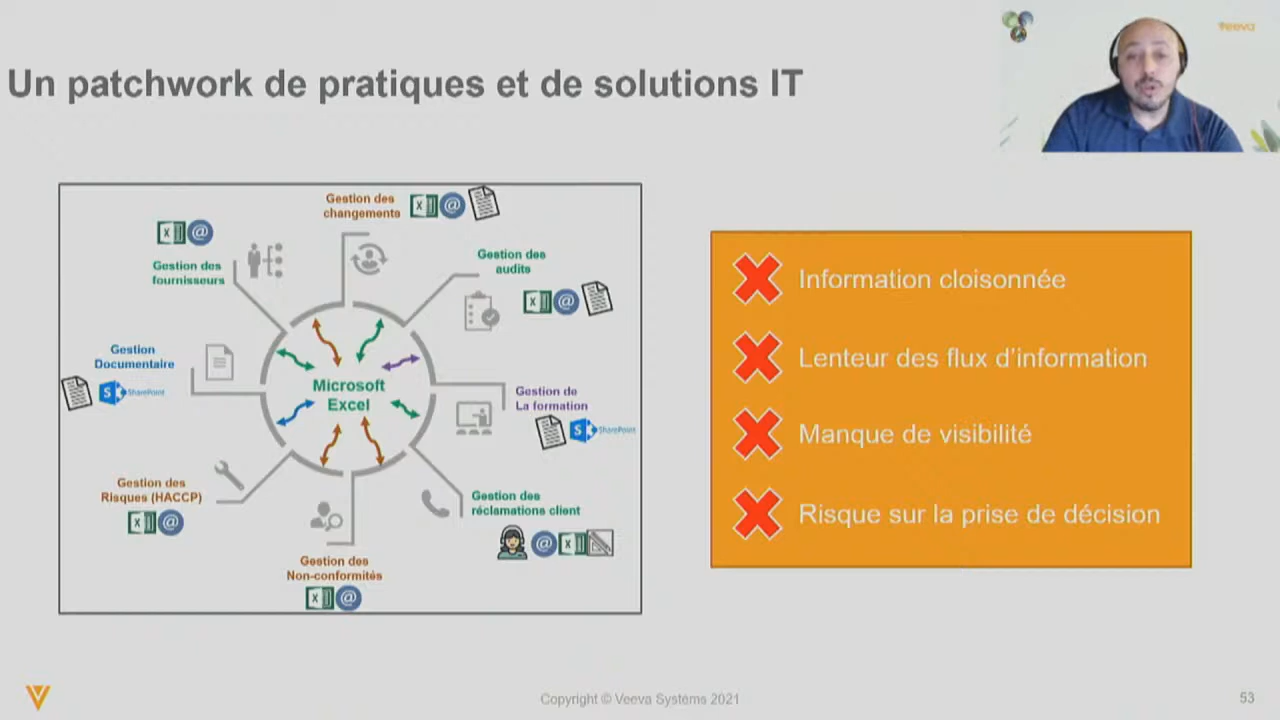 veeva
Un patchwork de pratiques et de solutions IT
Gestion des
changements
Gestion des
fournisseurs
Gestion des
audits
Gestion
Documentaire
SharePoint
Microsoft
Excel
Gestion de
La formation
SharePoint
Gestion des
Risques (HACCP)
Gestion des
réclamations client
Gestion des
Non-conformités
Information cloisonnée
Lenteur des flux d'information
Manque de visibilité
Risque sur la prise de décision
Copyright © Veeva Systems 2021
53